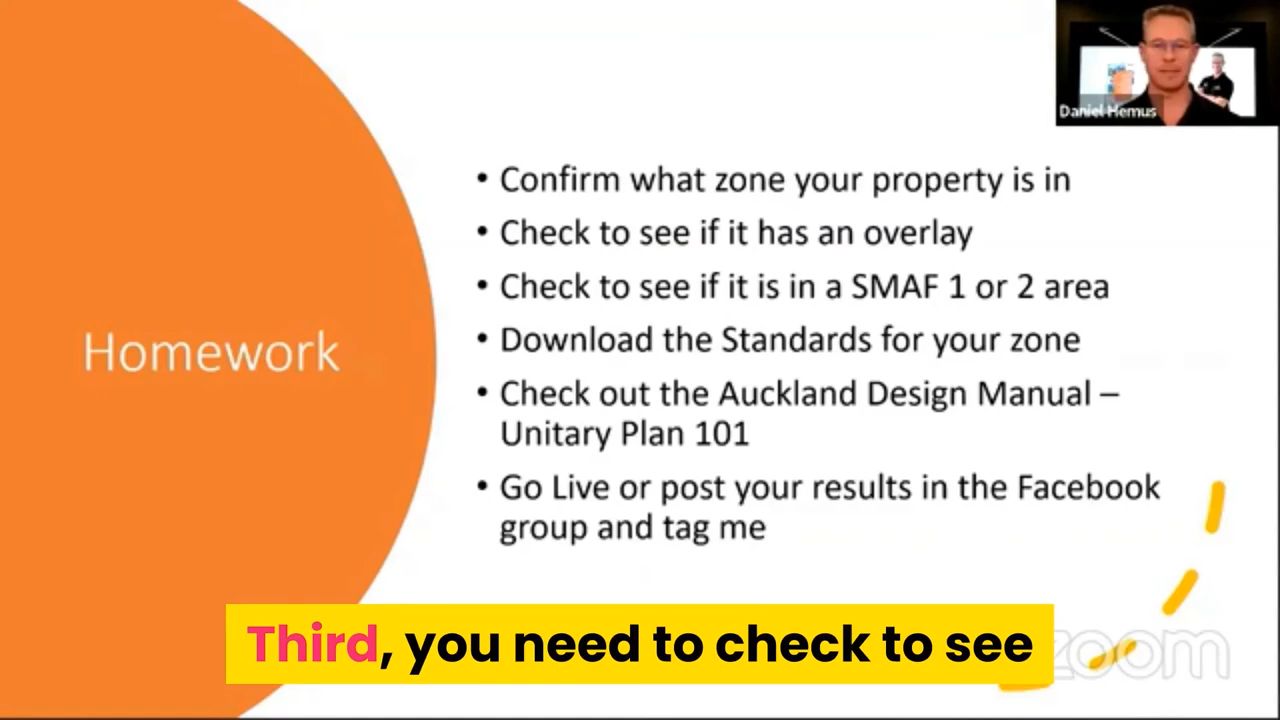 Daniel Hemus
• Confirm what zone your property is in
• Check to see if it has an overlay
• Check to see if it is in a SMAF 1 or 2 area
Homework
• Download the Standards for your zone
• Check out the Auckland Design Manual –
Unitary Plan 101
• Go Live or post your results in the Facebook
group and tag me
Third, you need to check to see
zoom